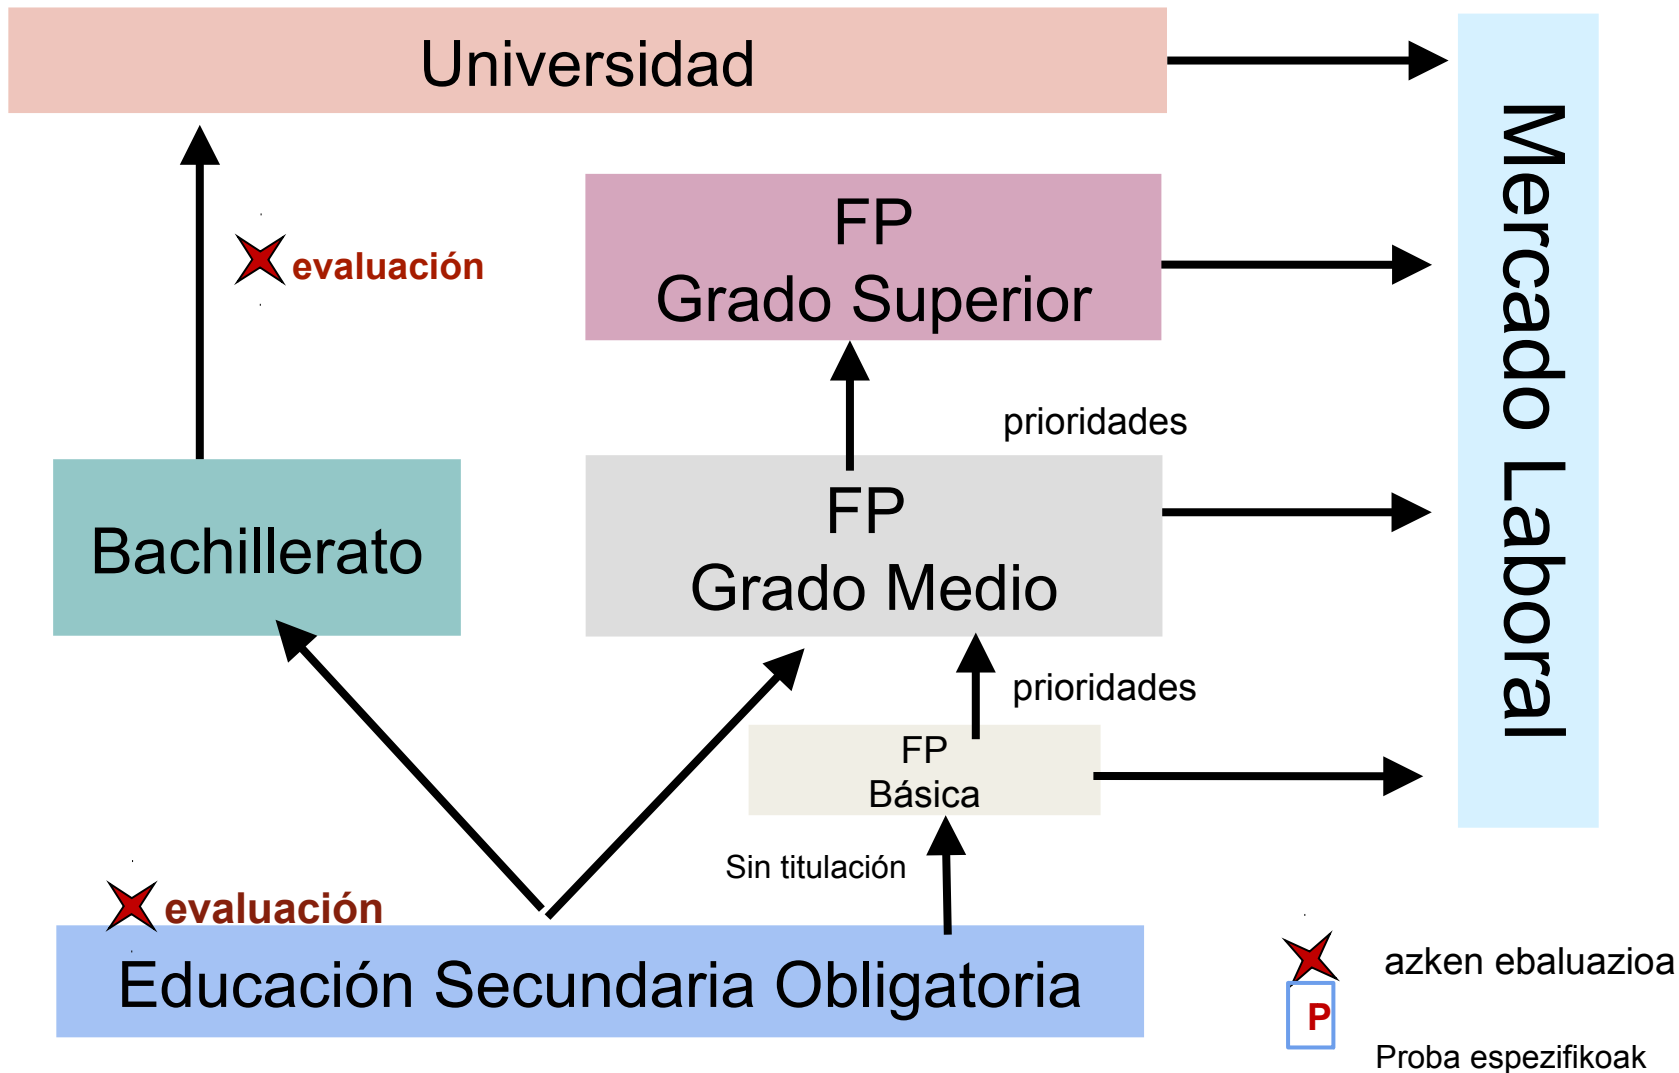 Universidad
Mercado Laboral
FP
Grado Superior
evaluación
prioridades
FP
Grado Medio
Bachillerato
prioridades
FP
Básica
Sin titulación
evaluación
Educación Secundaria Obligatoria
azken ebaluazioa
P
Proba espezifikoak